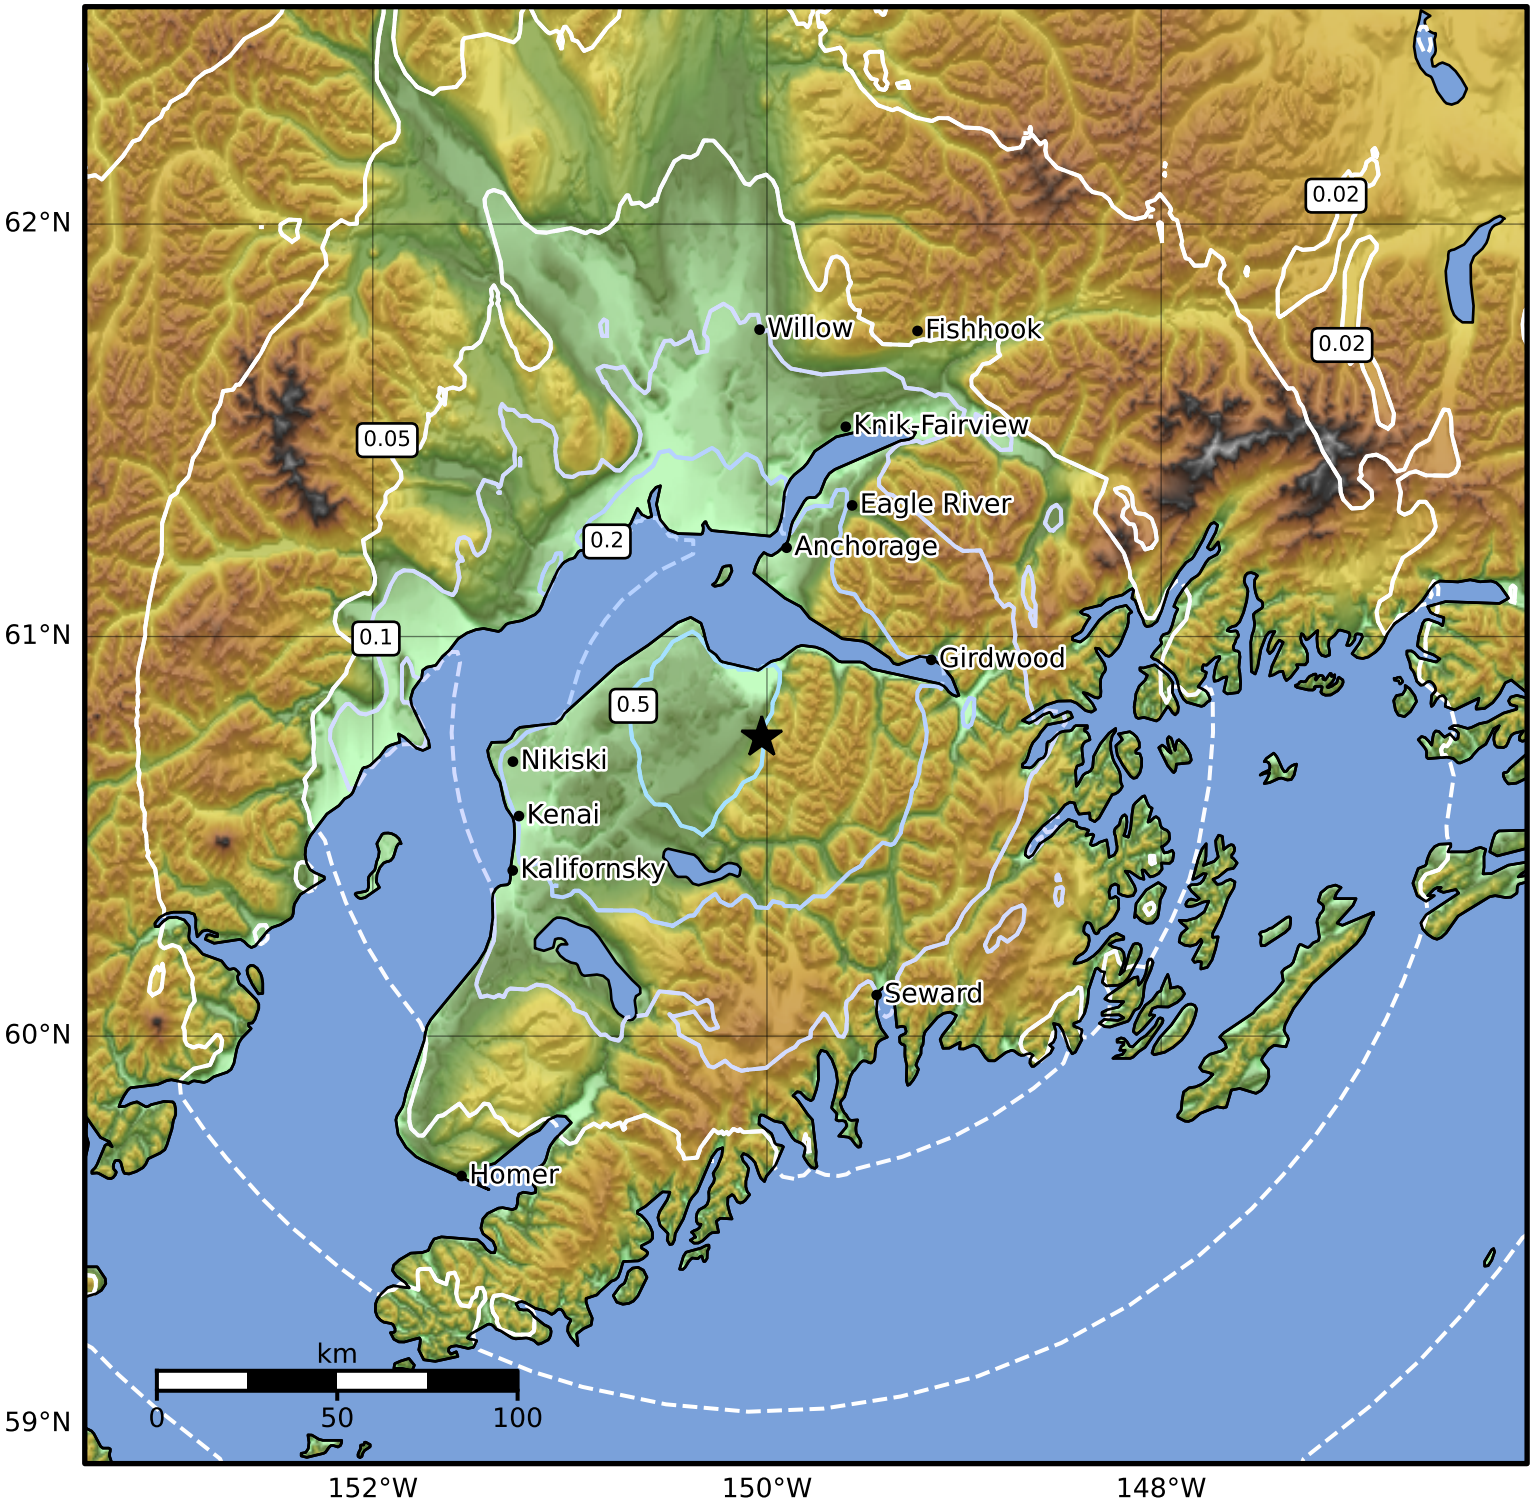 0.02
62°N
Willow
Fishhook
0.02
Knik-Fairview
0.05
Eagle River
0.2
Anchorage
61°N
0.1
Girdwood
0.5
Nikiski
Kenai
Kalifornsky
Seward
60°N
Homer
km
0 50 100
59°N
152°W 150°W 148°W